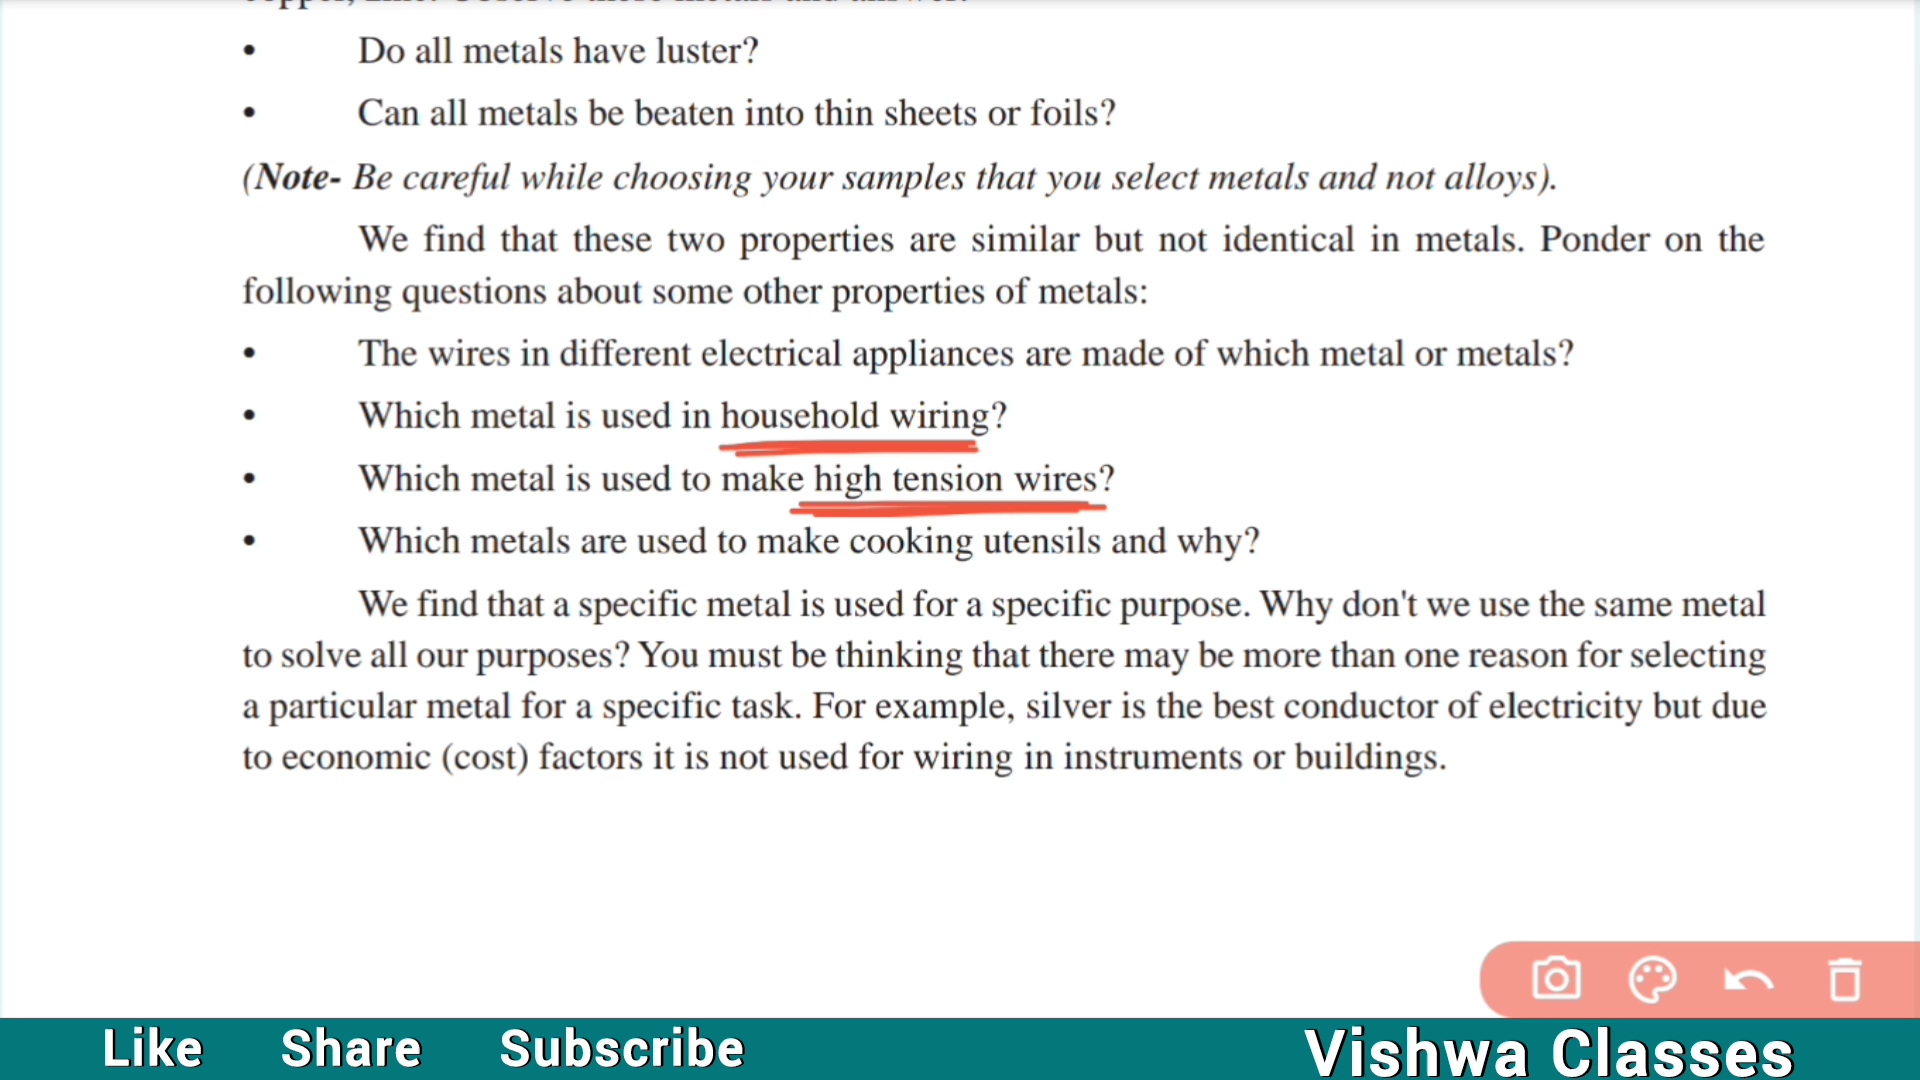 • Do all metals have luster?
• Can all metals be beaten into thin sheets or foils?
(Note- Be careful while choosing your samples that you select metals and not alloys).
We find that these two properties are similar but not identical in metals. Ponder on the
following questions about some other properties of metals:
• The wires in different electrical appliances are made of which metal or metals?
• Which metal is used in household wiring?
• Which metal is used to make high tension wires?
• Which metals are used to make cooking utensils and why?
We find that a specific metal is used for a specific purpose. Why don't we use the same metal
to solve all our purposes? You must be thinking that there may be more than one reason for selecting
a particular metal for a specific task. For example, silver is the best conductor of electricity but due
to economic (cost) factors it is not used for wiring in instruments or buildings.
Like Share Subscribe Vishwa Classes